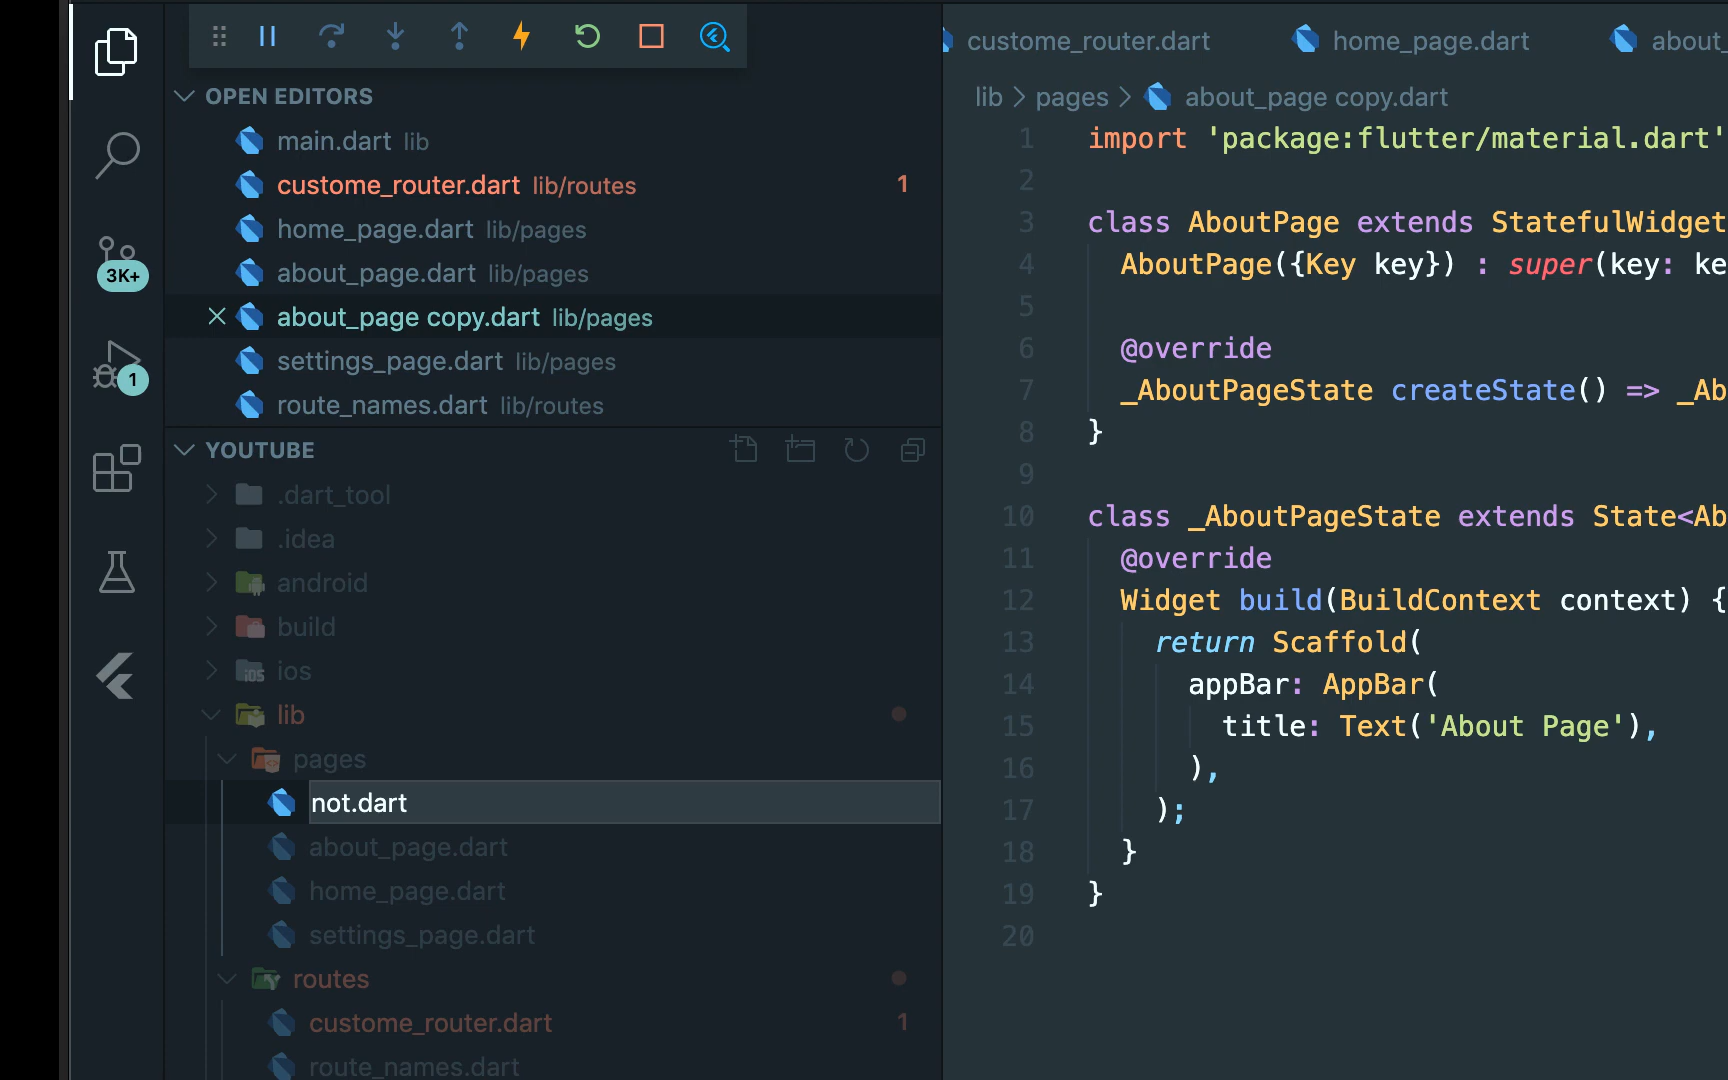 custome_router.dart home_page.dart about_
OPEN EDITORS
main.dart lib
custome_router.dart lib/routes 1
home_page.dart lib/pages
about_page.dart lib/pages
about_page copy.dart lib/pages
settings_page.dart lib/pages
route_names.dart lib/routes
3K+
1
YOUTUBE
.dart_tool
.idea
android
build
ios
lib
pages
not.dart
about_page.dart
home_page.dart
settings_page.dart
routes
custome_router.dart 1
route_names.dart
lib > pages > about_page copy.dart
1 import 'package:flutter/material.dart'
2
3 class AboutPage extends StatefulWidget
4 AboutPage({Key key}) : super(key: ke
5
6 @override
7 _AboutPageState createState() => _Ab
8 }
9
10 class _AboutPageState extends State<Ab
11 @override
12 Widget build(BuildContext context) {
13 return Scaffold(
14 appBar: AppBar(
15 title: Text('About Page'),
16 ),
17 );
18 }
19 }
20